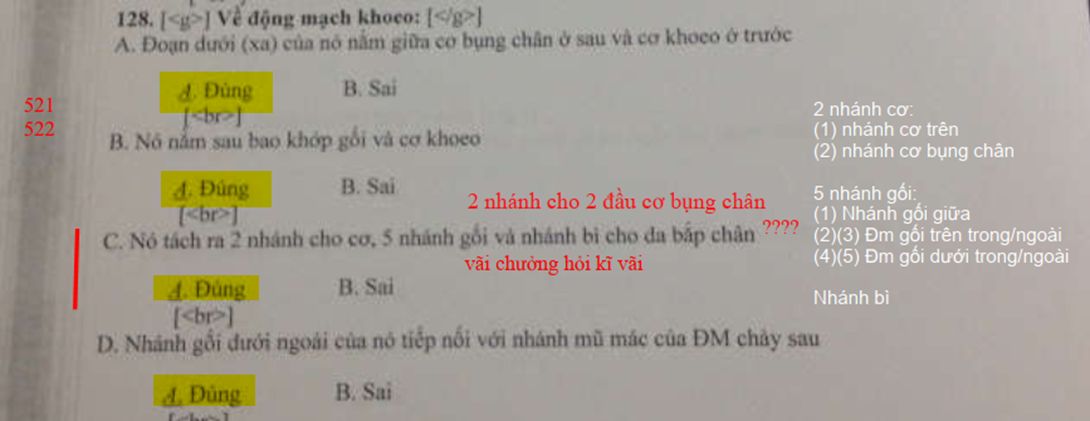 128. [<g>] Về động mạch khoeo: [</g>]
A. Đoạn dưới (xa) của nó nằm giữa cơ bụng chân ở sau và cơ khoeo ở trước
A. Đúng B. Sai
[<br>]
521
522
B. Nó nằm sau bao khớp gối và cơ khoeo
A. Đúng B. Sai
[<br>]
2 nhánh cho 2 đầu cơ bụng chân
C. Nó tách ra 2 nhánh cho cơ, 5 nhánh gối và nhánh bì cho da bắp chân ????
vãi chưởng hỏi kĩ vãi
A. Đúng B. Sai
[<br>]
D. Nhánh gối dưới ngoài của nó tiếp nối với nhánh mũ mác của ĐM chày sau
A. Đúng B. Sai
2 nhánh cơ:
(1) nhánh cơ trên
(2) nhánh cơ bụng chân
5 nhánh gối:
(1) Nhánh gối giữa
(2)(3) Đm gối trên trong/ngoài
(4)(5) Đm gối dưới trong/ngoài
Nhánh bì